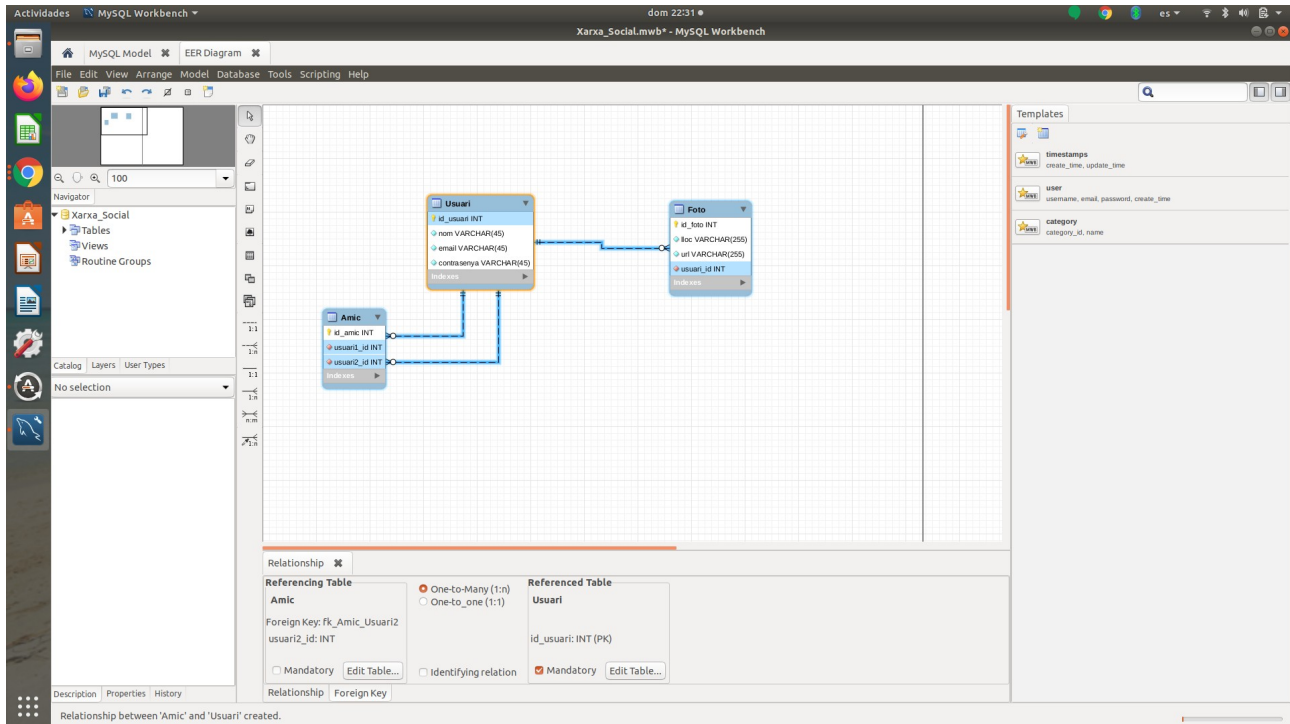 Actividades MySQL Workbench dom 22:31 es
Xarxa_Social.mwb* - MySQL Workbench
MySQL Model EER Diagram
File Edit View Arrange Model Database Tools Scripting Help
100
Navigator
Xarxa_Social
Tables
Views
Routine Groups
Catalog Layers User Types
No selection
Description Properties History
1:1
1:n
1:1
1:n
n:m
1:n
Usuari
id_usuari INT
nom VARCHAR(45)
email VARCHAR(45)
contrasenya VARCHAR(45)
Indexes
Foto
id_foto INT
lloc VARCHAR(255)
url VARCHAR(255)
usuari_id INT
Indexes
Amic
id_amic INT
usuari1_id INT
usuari2_id INT
Indexes
Templates
timestamps
create_time, update_time
user
username, email, password, create_time
category
category_id, name
Relationship
Referencing Table
Amic
Foreign Key: fk_Amic_Usuari2
usuari2_id: INT
Mandatory Edit Table...
One-to-Many (1:n)
One-to_one (1:1)
Identifying relation
Referenced Table
Usuari
id_usuari: INT (PK)
Mandatory Edit Table...
Relationship Foreign Key
Relationship between 'Amic' and 'Usuari' created.